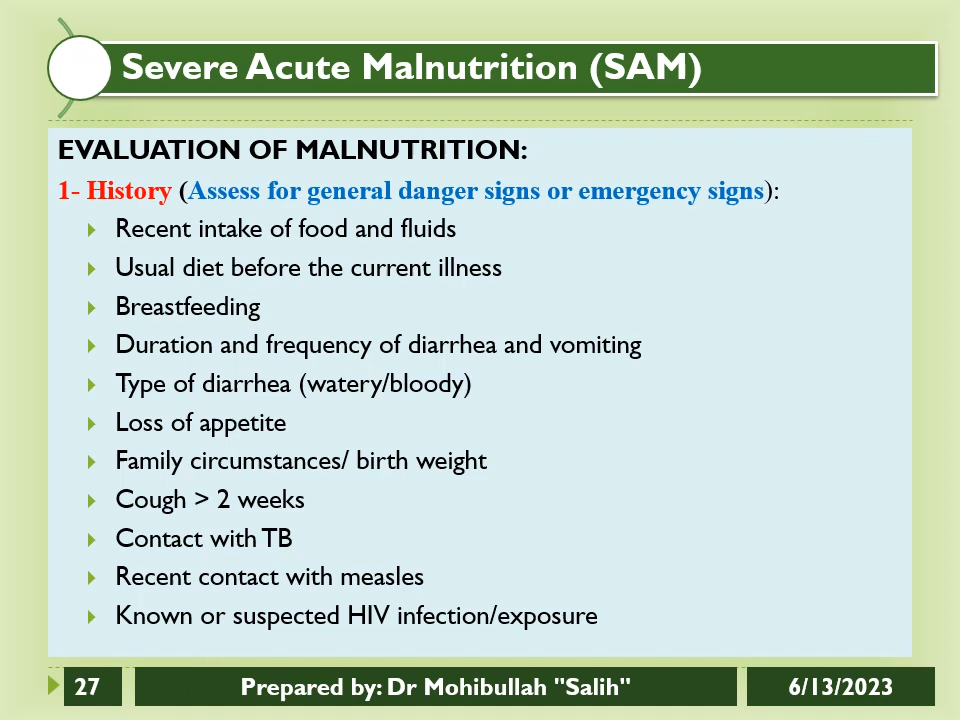 Severe Acute Malnutrition (SAM)
EVALUATION OF MALNUTRITION:
1- History (Assess for general danger signs or emergency signs):
Recent intake of food and fluids
Usual diet before the current illness
Breastfeeding
Duration and frequency of diarrhea and vomiting
Type of diarrhea (watery/bloody)
Loss of appetite
Family circumstances/ birth weight
Cough > 2 weeks
Contact with TB
Recent contact with measles
Known or suspected HIV infection/exposure
27
Prepared by: Dr Mohibullah "Salih"
6/13/2023